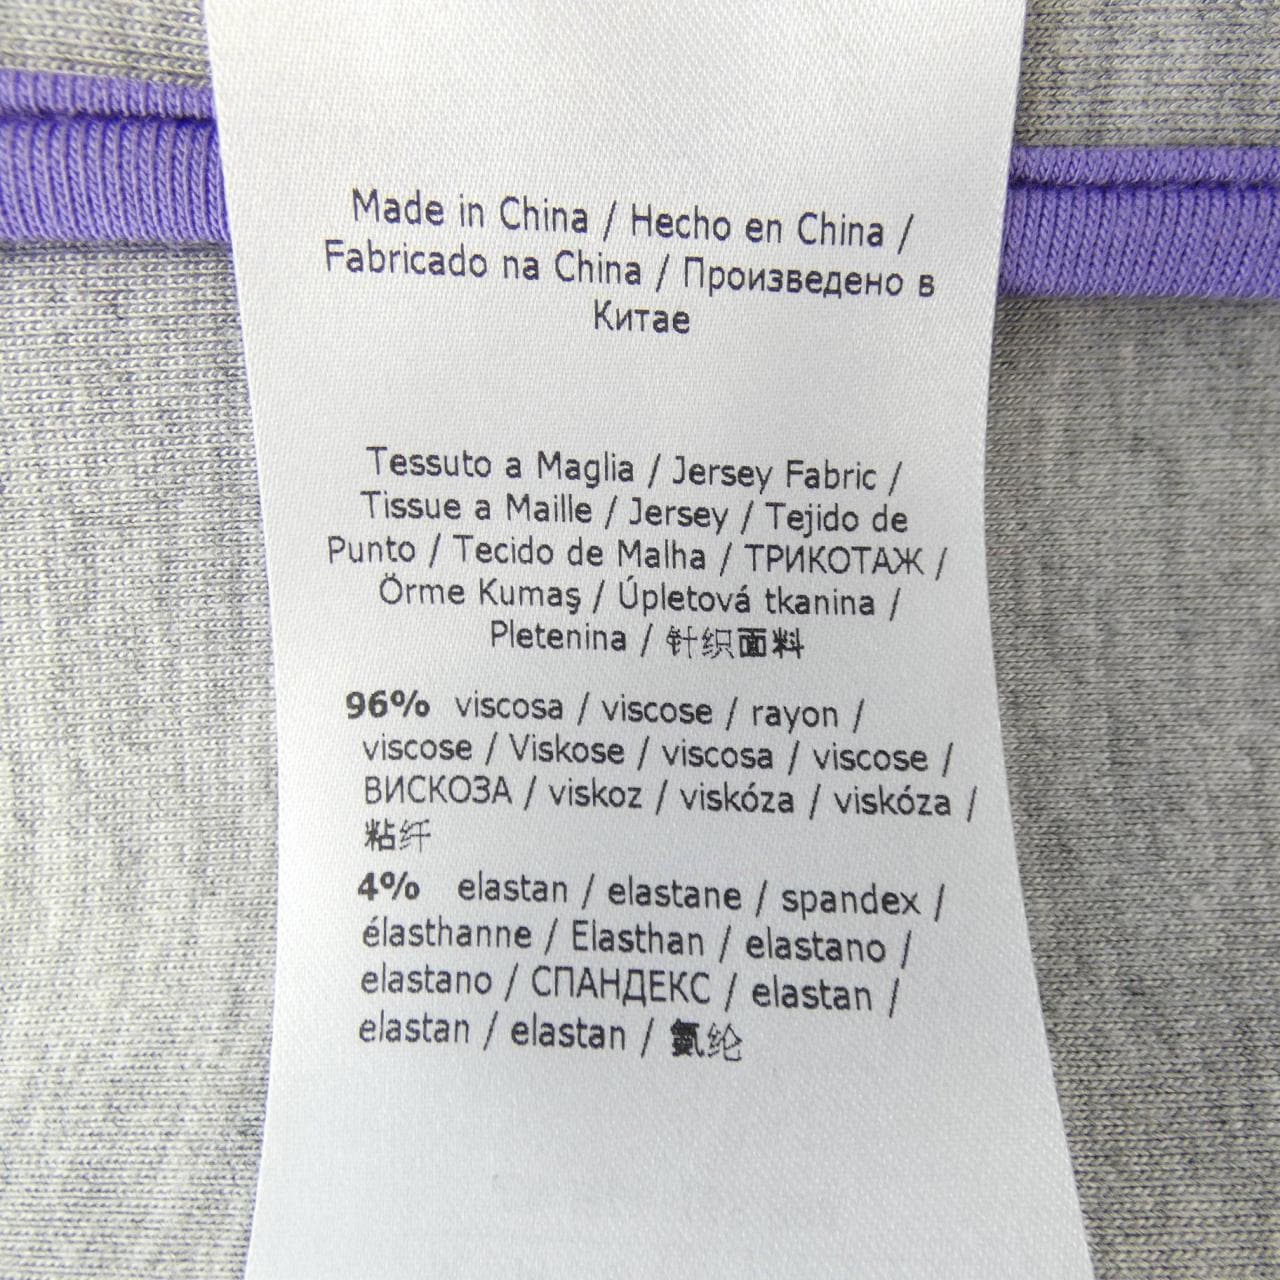 Made in China / Hecho en China /
Fabricado na China / Произведено в
Китае
Tessuto a Maglia / Jersey Fabric /
Tissue a Maille / Jersey / Tejido de
Punto / Tecido de Malha / ТРИКОТАЖ /
Örme Kumaş / Úpletová tkanina /
Pletenina / 针织面料
96% viscosa / viscose / rayon /
viscose / Viskose / viscosa / viscose /
ВИСКОЗА / viskoz / viskóza / viskóza /
粘纤
4% elastan / elastane / spandex /
élasthanne / Elasthan / elastano /
elastano / СПАНДЕКС / elastan /
elastan / elastan / 氨纶